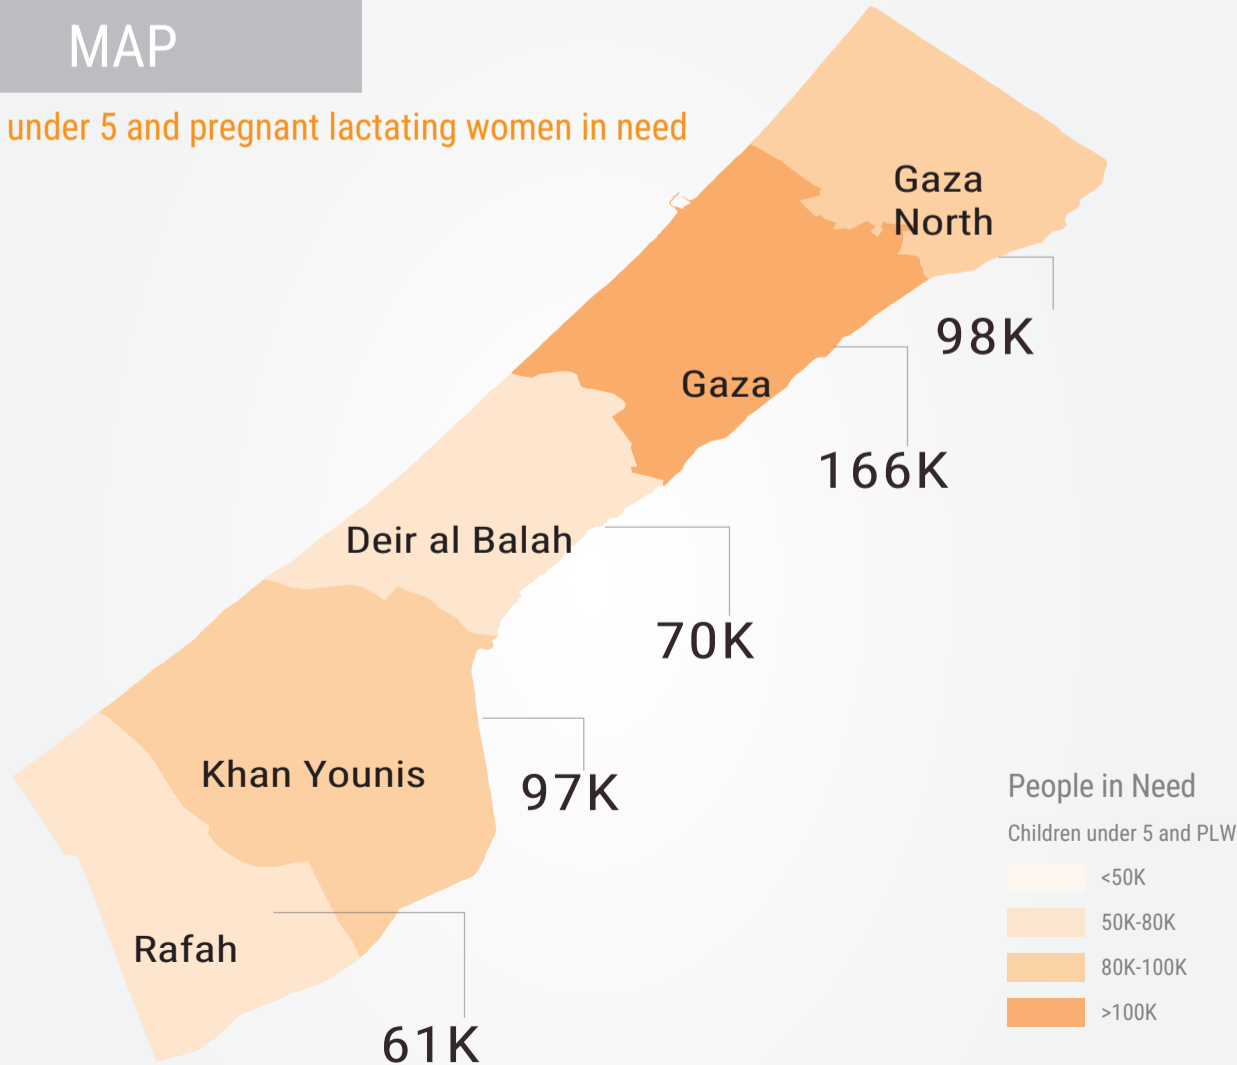 MAP
under 5 and pregnant lactating women in need
Gaza
North
98K
Gaza
166K
Deir al Balah
70K
Khan Younis
97K
Rafah
61K
People in Need
Children under 5 and PLW
<50K
50K-80K
80K-100K
>100K